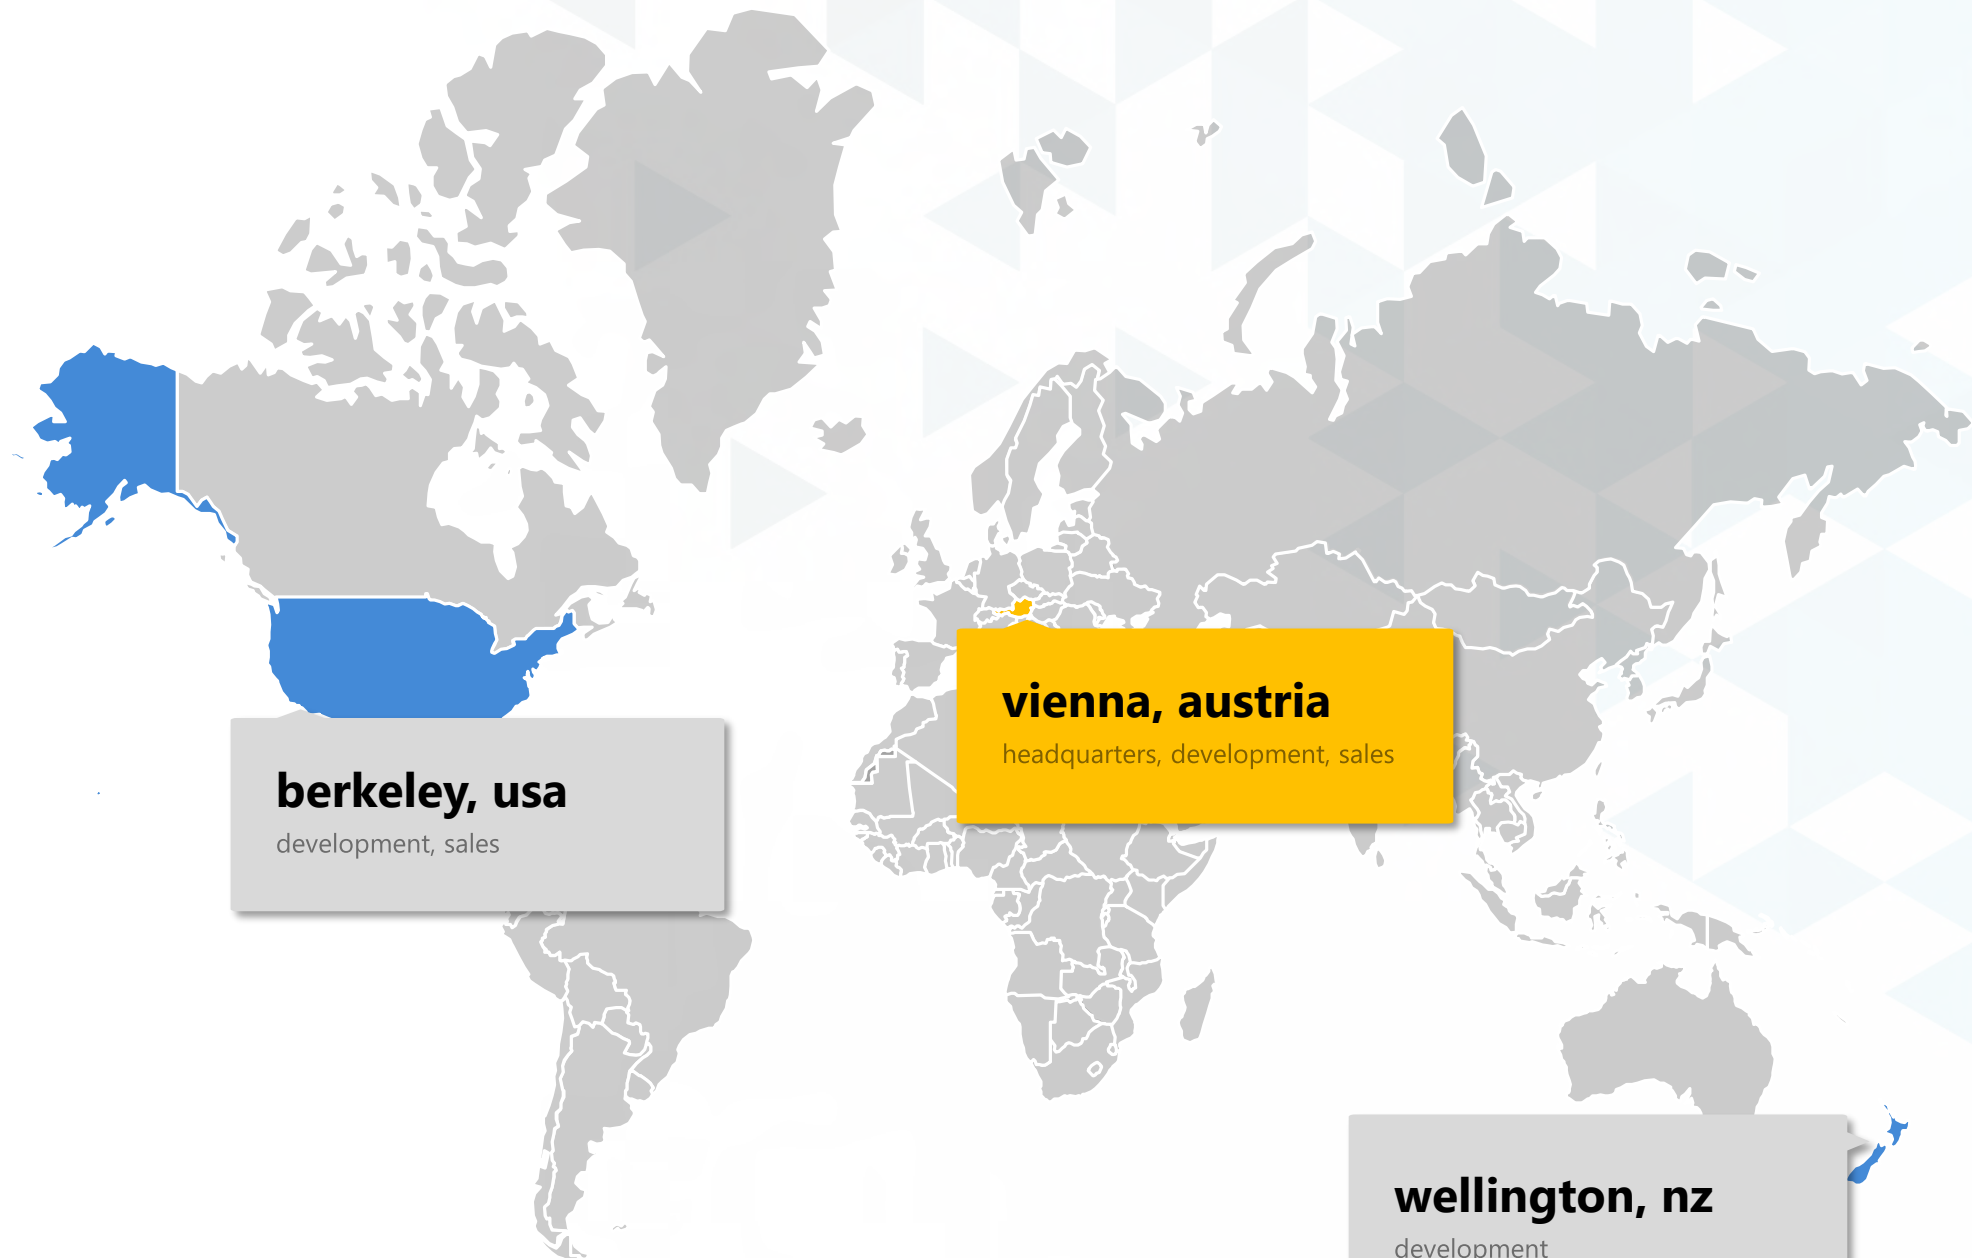 vienna, austria
headquarters, development, sales
berkeley, usa
development, sales
wellington, nz
development